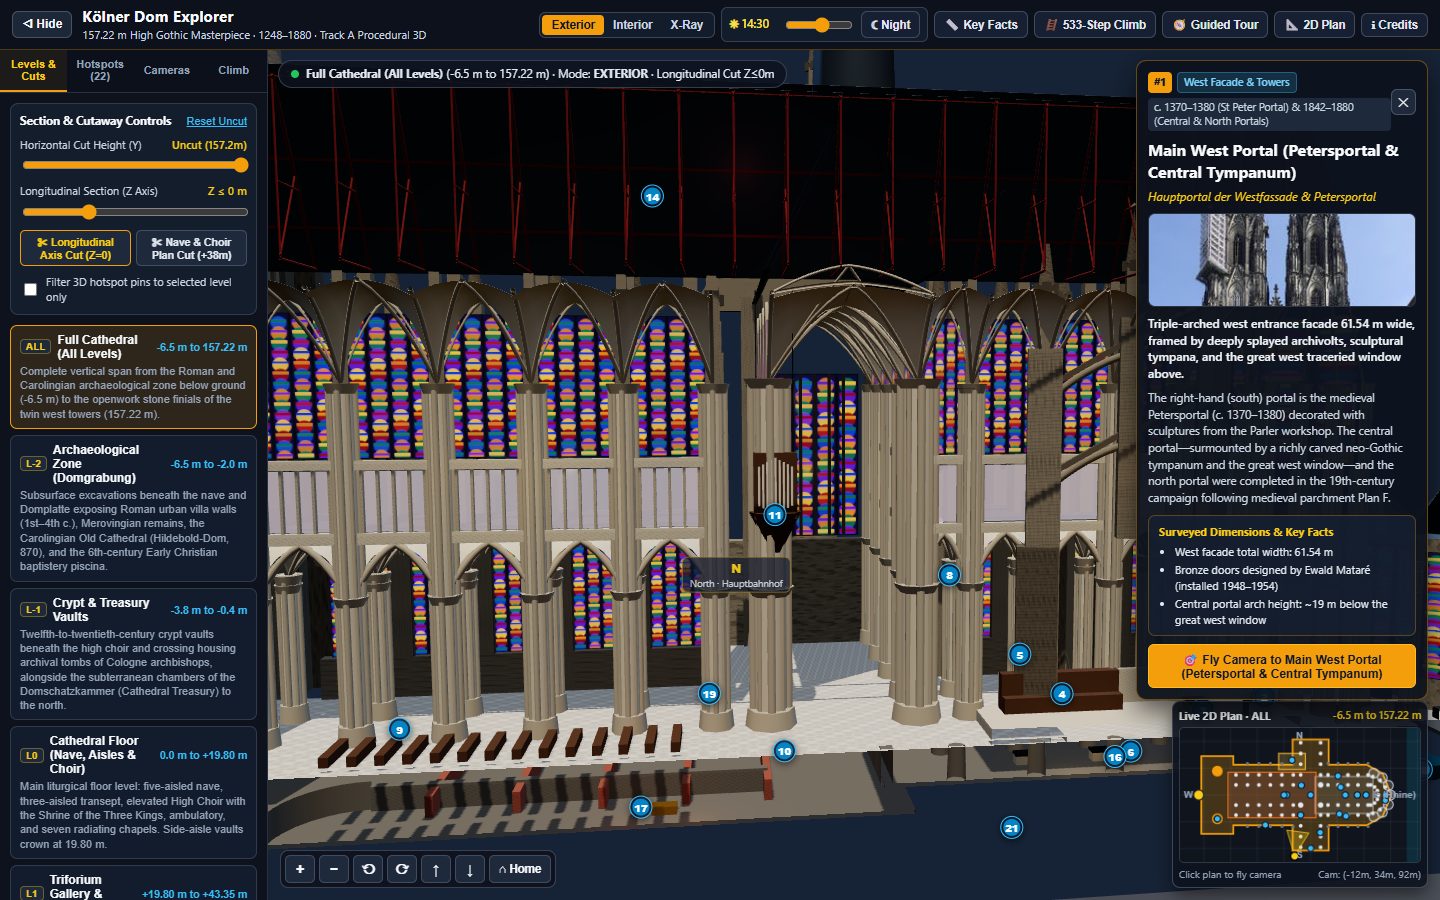 ⊲ Hide
Kölner Dom Explorer
157.22 m High Gothic Masterpiece · 1248–1880 · Track A Procedural 3D
Exterior
Interior
X-Ray
14:30
Night
Key Facts
533-Step Climb
Guided Tour
2D Plan
ℹ Credits
Levels & Cuts
Hotspots (22)
Cameras
Climb
Section & Cutaway Controls
Reset Uncut
Horizontal Cut Height (Y)
Uncut (157.2m)
Longitudinal Section (Z Axis)
Z ≤ 0 m
✂ Longitudinal
Axis Cut (Z=0)
✂ Nave & Choir
Plan Cut (+38m)
Filter 3D hotspot pins to selected level
only
ALL
Full Cathedral
(All Levels)
-6.5 m to 157.22 m
Complete vertical span from the Roman and
Carolingian archaeological zone below ground
(-6.5 m) to the openwork stone finials of the
twin west towers (157.22 m).
L-2
Archaeological
Zone
(Domgrabung)
-6.5 m to -2.0 m
Subsurface excavations beneath the nave and
Domplatte exposing Roman urban villa walls
(1st–4th c.), Merovingian remains, the
Carolingian Old Cathedral (Hildebold-Dom,
870), and the 6th-century Early Christian
baptistery piscina.
L-1
Crypt & Treasury
Vaults
-3.8 m to -0.4 m
Twelfth-to-twentieth-century crypt vaults
beneath the high choir and crossing housing
archival tombs of Cologne archbishops,
alongside the subterranean chambers of the
Domschatzkammer (Cathedral Treasury) to
the north.
L0
Cathedral Floor
(Nave, Aisles &
Choir)
0.0 m to +19.80 m
Main liturgical floor level: five-aisled nave,
three-aisled transept, elevated High Choir with
the Shrine of the Three Kings, ambulatory,
and seven radiating chapels. Side-aisle vaults
crown at 19.80 m.
L1
Triforium
Gallery &
+19.80 m to +43.35 m
Full Cathedral (All Levels) (-6.5 m to 157.22 m) · Mode: EXTERIOR · Longitudinal Cut Z≤0m
14
11
N
North · Hauptbahnhof
8
5
4
19
9
10
16
6
17
21
+
−
↑
↓
⌂ Home
#1
West Facade & Towers
c. 1370–1380 (St Peter Portal) & 1842–1880
(Central & North Portals)
✕
Main West Portal (Petersportal &
Central Tympanum)
Hauptportal der Westfassade & Petersportal
Triple-arched west entrance facade 61.54 m wide,
framed by deeply splayed archivolts, sculptural
tympana, and the great west traceried window
above.
The right-hand (south) portal is the medieval
Petersportal (c. 1370–1380) decorated with
sculptures from the Parler workshop. The central
portal—surmounted by a richly carved neo-Gothic
tympanum and the great west window—and the
north portal were completed in the 19th-century
campaign following medieval parchment Plan F.
Surveyed Dimensions & Key Facts
• West facade total width: 61.54 m
• Bronze doors designed by Ewald Mataré
(installed 1948–1954)
• Central portal arch height: ~19 m below the
great west window
Fly Camera to Main West Portal
(Petersportal & Central Tympanum)
Live 2D Plan · ALL
-6.5 m to 157.22 m
N
W
S
Click plan to fly camera
Cam: (-12m, 34m, 92m)